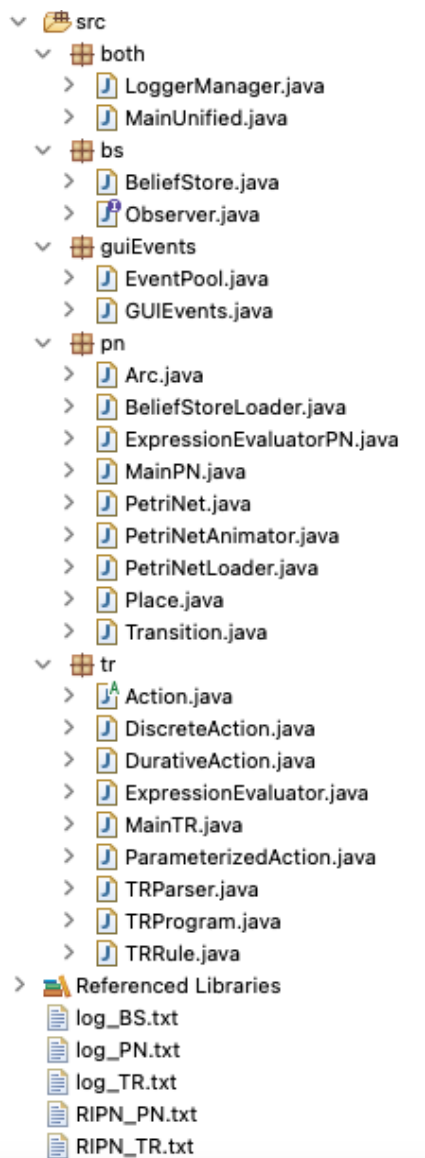 src
both
LoggerManager.java
MainUnified.java
bs
BeliefStore.java
Observer.java
guiEvents
EventPool.java
GUIEvents.java
pn
Arc.java
BeliefStoreLoader.java
ExpressionEvaluatorPN.java
MainPN.java
PetriNet.java
PetriNetAnimator.java
PetriNetLoader.java
Place.java
Transition.java
tr
Action.java
DiscreteAction.java
DurativeAction.java
ExpressionEvaluator.java
MainTR.java
ParameterizedAction.java
TRParser.java
TRProgram.java
TRRule.java
Referenced Libraries
log_BS.txt
log_PN.txt
log_TR.txt
RIPN_PN.txt
RIPN_TR.txt